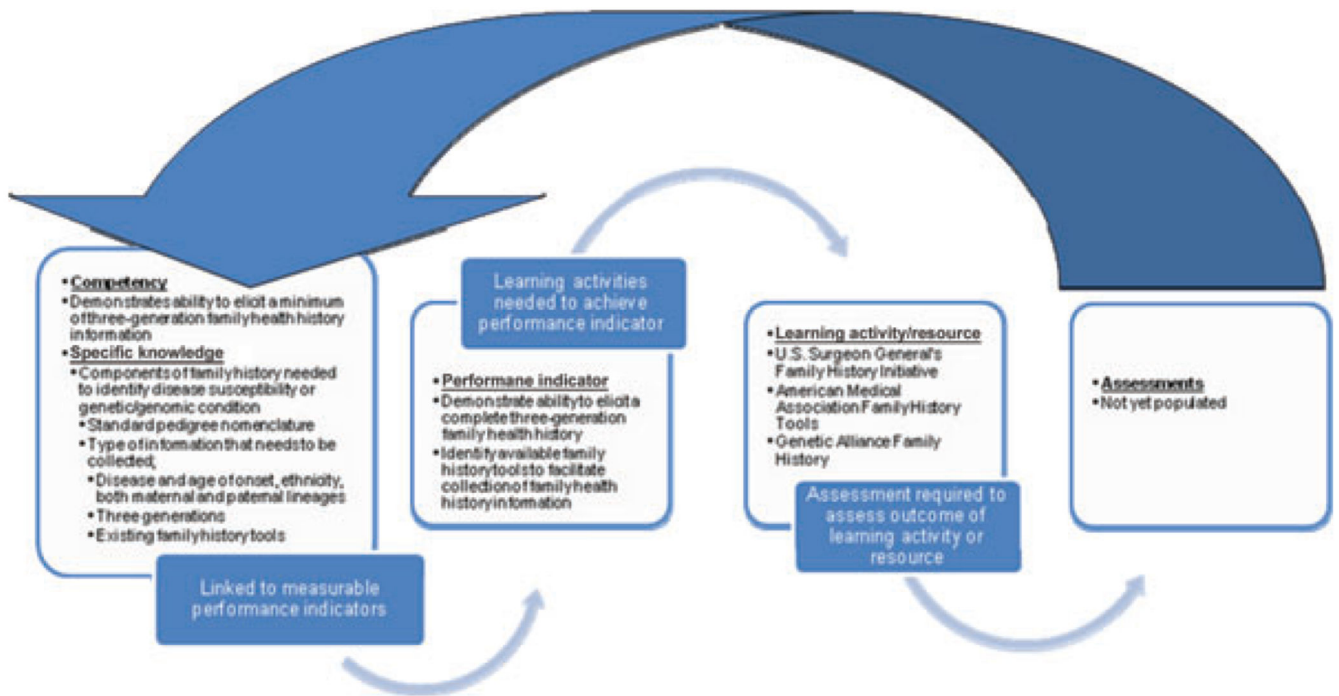 • Competency
• Demonstrates ability to elicit a minimum
of three-generation family health history
information
• Specific knowledge
• Components of family history needed
to identify disease susceptibility or
genetic/genomic condition
• Standard pedigree nomenclature
• Type of information that needs to be
collected;
• Disease and age of onset, ethnicity,
both maternal and paternal lineages
• Three generations
• Existing family history tools
Linked to measurable
performance indicators
Learning activities
needed to achieve
performance indicator
• Performane indicator
• Demonstrate ability to elicit a
complete three-generation
family health history
• Identify available family
history tools to facilitate
collection of family health
history information
• Learning activity/resource
• U.S. Surgeon General's
Family History Initiative
• American Medical
Association Family History
Tools
• Genetic Alliance Family
History
Assessment required to
assess outcome of
learning activity or
resource
• Assessments
• Not yet populated